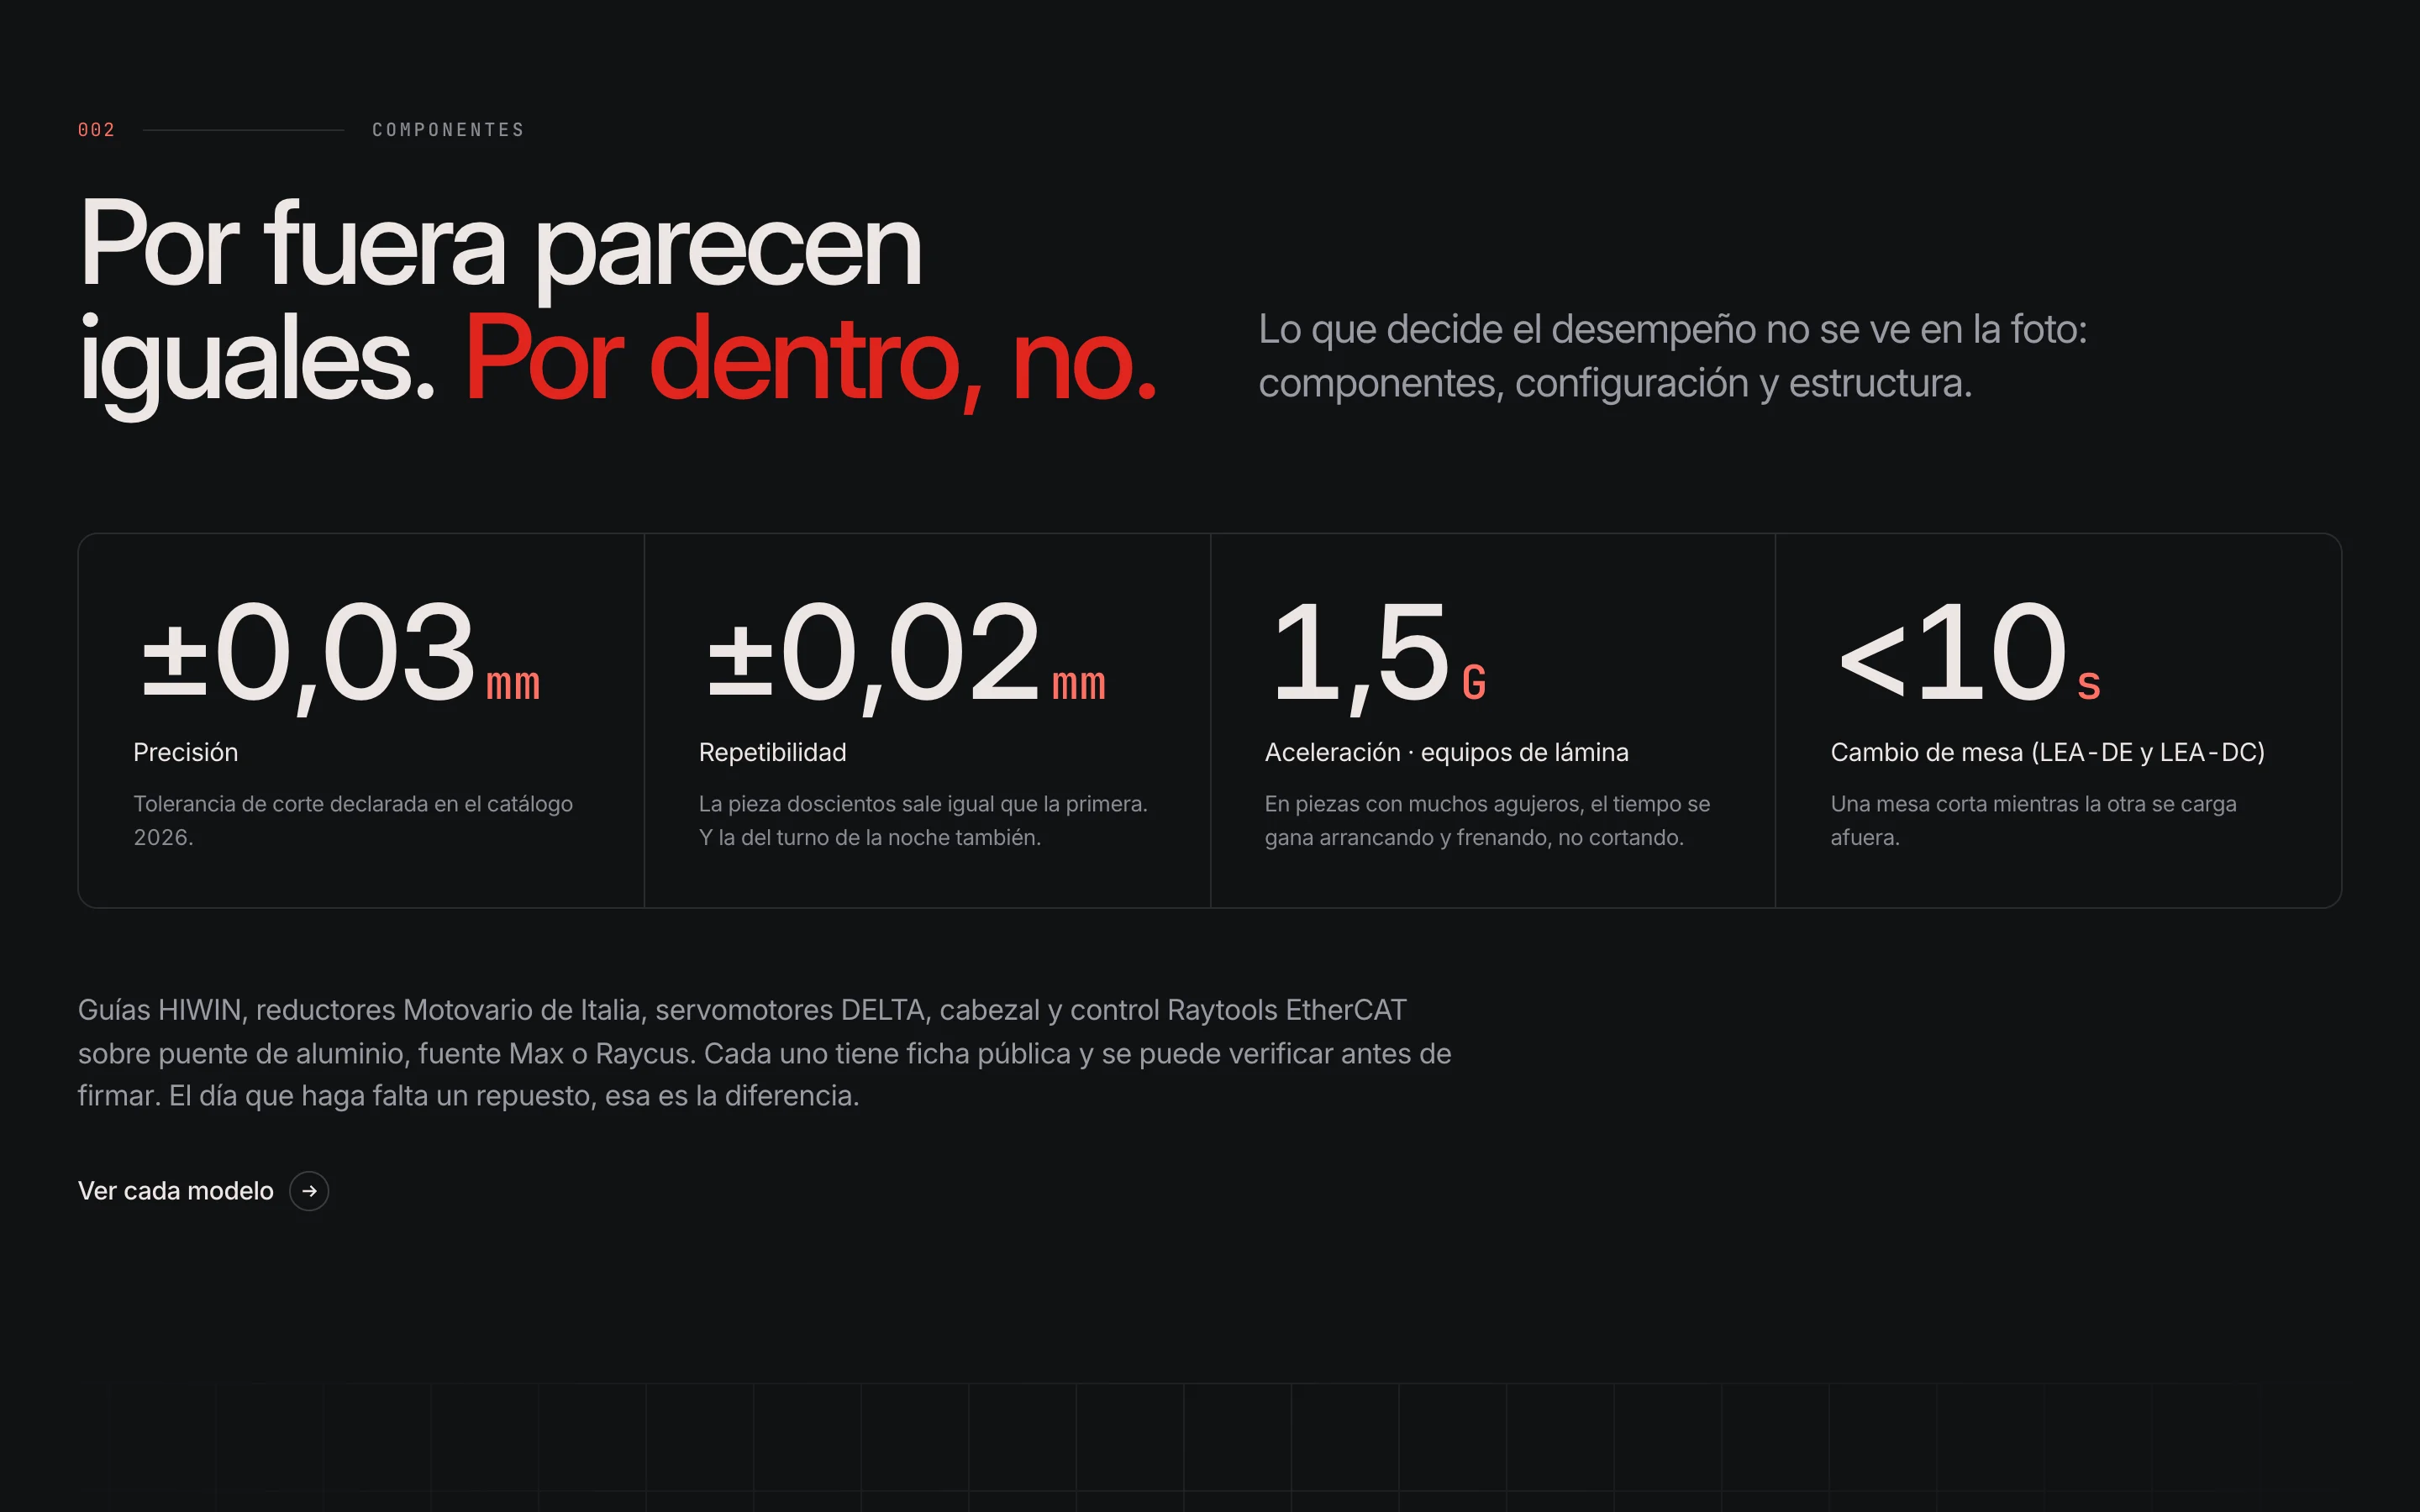 002 COMPONENTES
Por fuera parecen
iguales. Por dentro, no.
Lo que decide el desempeño no se ve en la foto:
componentes, configuración y estructura.
±0,03 mm
Precisión
Tolerancia de corte declarada en el catálogo
2026.
±0,02 mm
Repetibilidad
La pieza doscientos sale igual que la primera.
Y la del turno de la noche también.
1,5 G
Aceleración · equipos de lámina
En piezas con muchos agujeros, el tiempo se
gana arrancando y frenando, no cortando.
<10 s
Cambio de mesa (LEA-DE y LEA-DC)
Una mesa corta mientras la otra se carga
afuera.
Guías HIWIN, reductores Motovario de Italia, servomotores DELTA, cabezal y control Raytools EtherCAT
sobre puente de aluminio, fuente Max o Raycus. Cada uno tiene ficha pública y se puede verificar antes de
firmar. El día que haga falta un repuesto, esa es la diferencia.
Ver cada modelo →